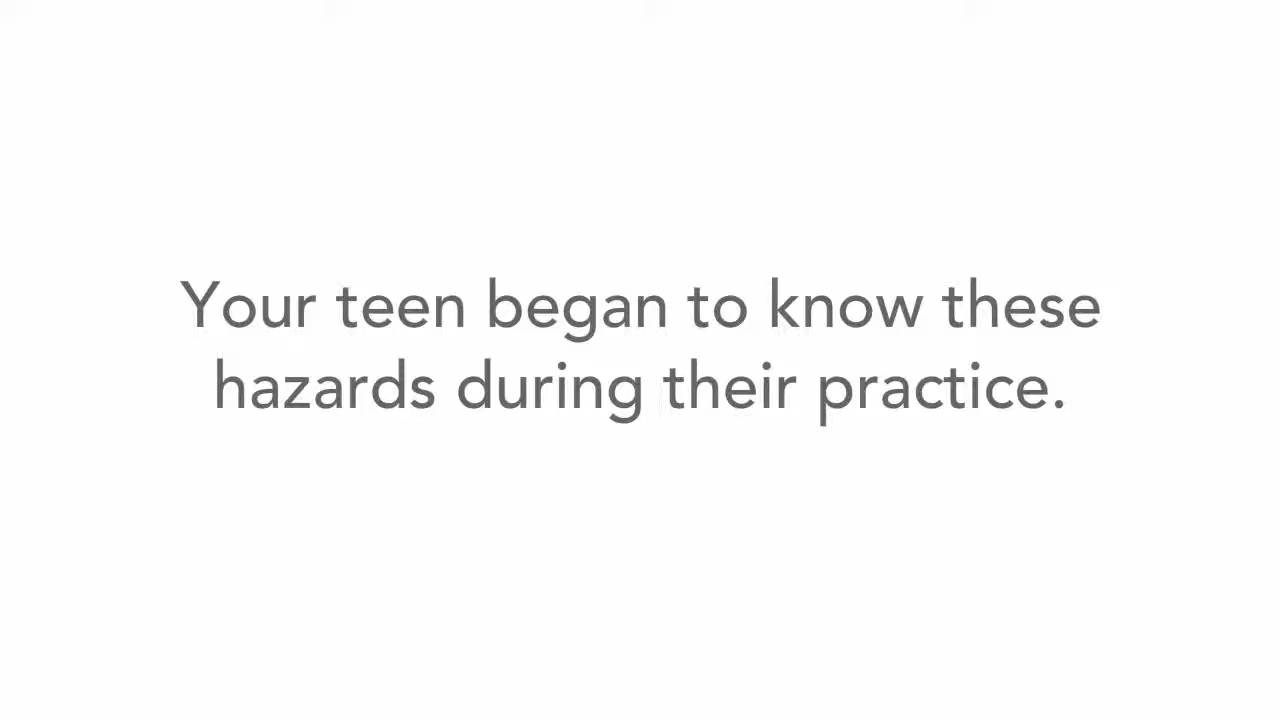 Your teen began to know these
hazards during their practice.